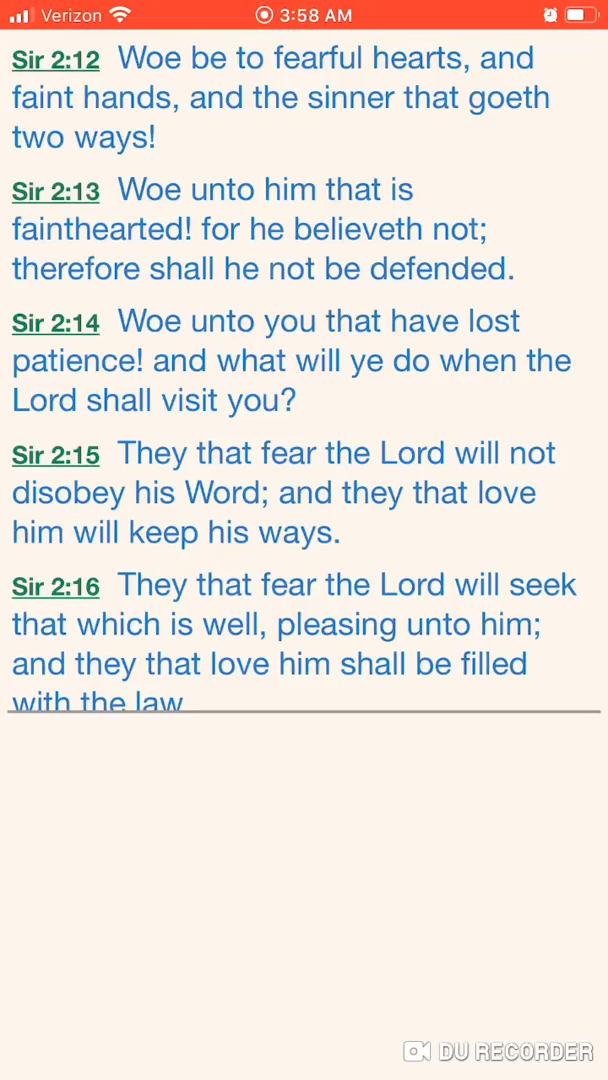 Verizon 3:58 AM
Sir 2:12 Woe be to fearful hearts, and
faint hands, and the sinner that goeth
two ways!
Sir 2:13 Woe unto him that is
fainthearted! for he believeth not;
therefore shall he not be defended.
Sir 2:14 Woe unto you that have lost
patience! and what will ye do when the
Lord shall visit you?
Sir 2:15 They that fear the Lord will not
disobey his Word; and they that love
him will keep his ways.
Sir 2:16 They that fear the Lord will seek
that which is well, pleasing unto him;
and they that love him shall be filled
with the law
DU RECORDER